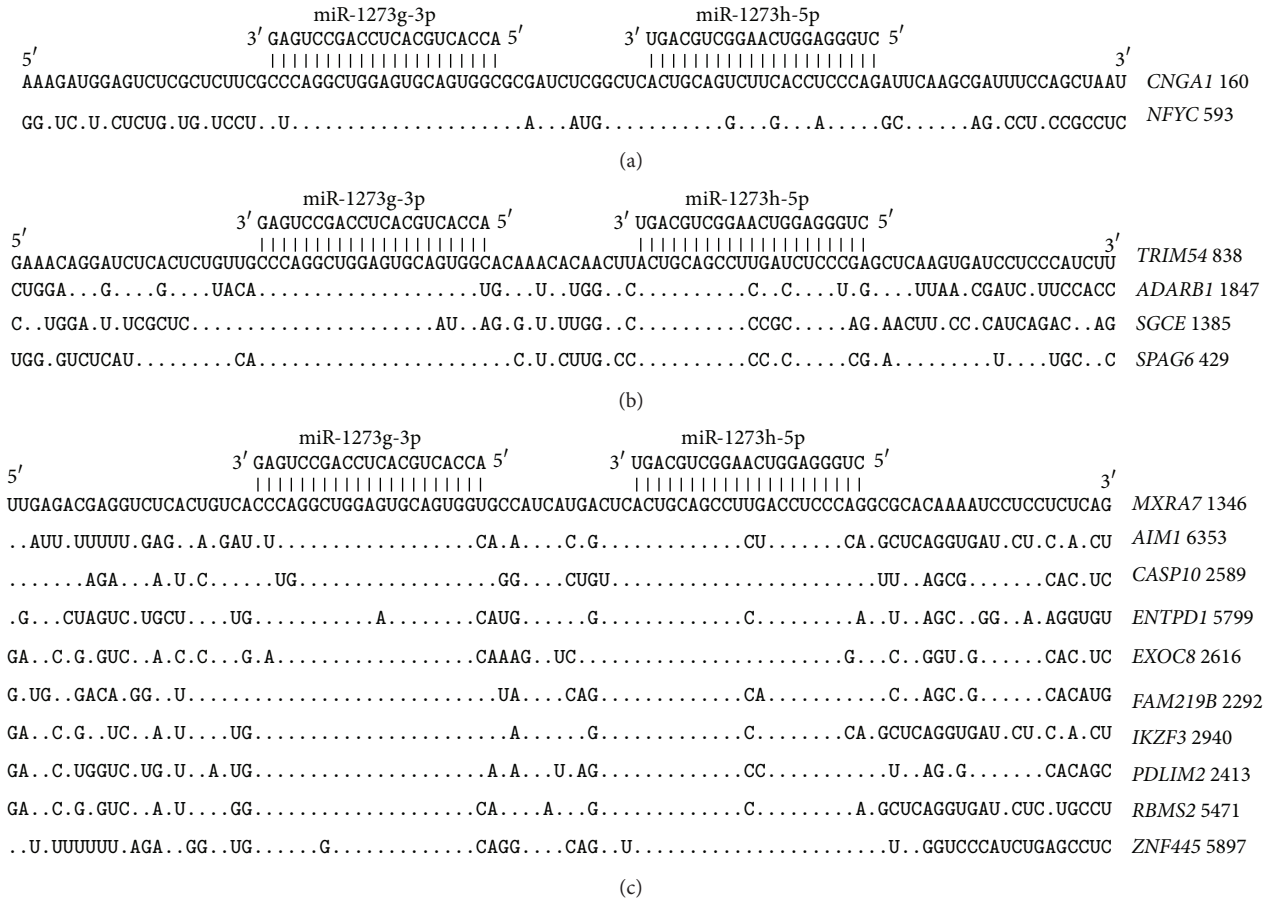 miR-1273g-3p miR-1273h-5p
3′ GAGUCCGACCUCACGUCACCA 5′ 3′ UGACGUCGGAACUGGAGGGUC 5′
5′ 3′
AAAGAUGGAGUCUCGCUCUUCGCCCAGGCUGGAGUGCAGUGGCGCGAUCUCGGCUCACUGCAGUCUUCACCUCCCAGAUUCAAGCGAUUUCCAGCUAAU CNGA1 160
GG.UC.U.CUCUG.UG.UCCU..U.....................A...AUG...........G...G...A.....GC......AG.CCU.CCGCCUC NFYC 593
(a)
miR-1273g-3p miR-1273h-5p
3′ GAGUCCGACCUCACGUCACCA 5′ 3′ UGACGUCGGAACUGGAGGGUC 5′
5′ 3′
GAAACAGGAUCUCACUCUGUUGCCCAGGCUGGAGUGCAGUGGCACAAACACAACUUACUGCAGCCUUGAUCUCCCGAGCUCAAGUGAUCCUCCCAUCUU TRIM54 838
CUGGA...G....G....UACA....................UG...U..UGG..C..........C..C....U.G....UUAA.CGAUC.UUCCACC ADARB1 1847
C..UGGA.U.UCGCUC......................AU..AG.G.U.UUGG..C..........CCGC.....AG.AACUU.CC.CAUCAGAC..AG SGCE 1385
UGG.GUCUCAU.........CA.......................C.U.CUUG.CC..........CC.C.....CG.A.........U....UGC..C SPAG6 429
(b)
miR-1273g-3p miR-1273h-5p
3′ GAGUCCGACCUCACGUCACCA 5′ 3′ UGACGUCGGAACUGGAGGGUC 5′
5′ 3′
UUGAGACGAGGUCUCACUGUCACCCAGGCUGGAGUGCAGUGGUGCCAUCAUGACUCACUGCAGCCUUGACCUCCCAGGCGCACAAAAUCCUCCUCUCAG MXRA7 1346
..AUU.UUUUU.GAG..A.GAU.U..................CA.A....C.G.............CU.......CA.GCUCAGGUGAU.CU.C.A.CU AIM1 6353
.......AGA...A.U.C......UG..................GG....CUGU........................UU..AGCG.......CAC.UC CASP10 2589
.G...CUAGUC.UGCU....UG...........A........CAUG......G.............C.........A..U..AGC..GG..A.AGGUGU ENTPD1 5799
GA..C.G.GUC..A.C.C...G.A..................CAAAG..UC........................G...C..GGU.G......CAC.UC EXOC8 2616
G.UG..GACA.GG..U............................UA....CAG.............CA...........C..AGC.G......CACAUG FAM219B 2292
GA..C.G..UC..A.U....UG.......................A......G.............C........CA.GCUCAGGUGAU.CU.C.A.CU IKZF3 2940
GA..C.UGGUC.UG.U..A.UG.....................A.A...U.AG.............CC...........U..AG.G.......CACAGC PDLIM2 2413
GA..C.G.GUC..A.U....GG....................CA....A...G.............C.........A.GCUCAGGUGAU.CUC.UGCCU RBMS2 5471
..U.UUUUUU.AGA..GG..UG......G.............CAGG....CAG..U.......................U..GGUCCCAUCUGAGCCUC ZNF445 5897
(c)